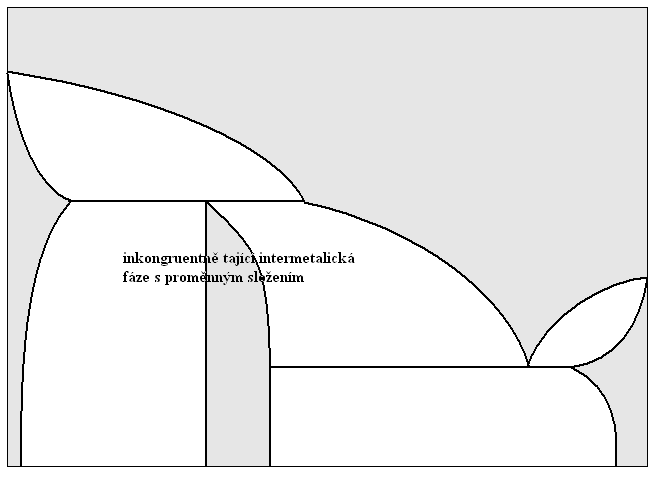 inkongruentně tající intermetalická
fáze s proměnným složením